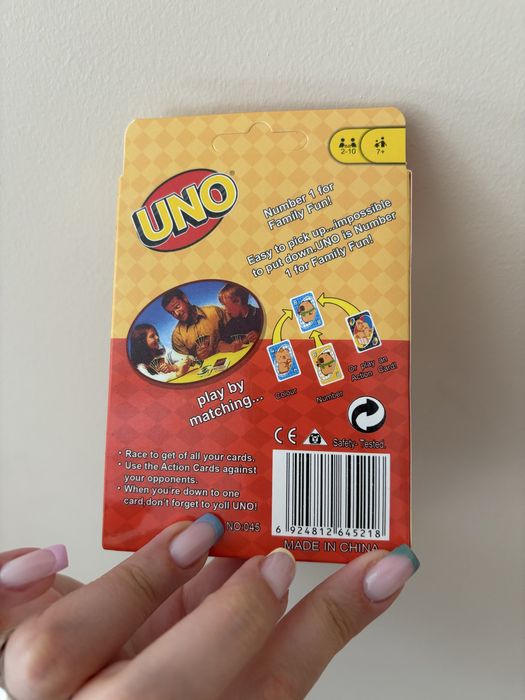 2-10
7+
UNO
Number 1 for
Family Fun!
Easy to pick up...impossible
to put down.UNO is Number
1 for Family Fun!
play by
matching...
Colour
Number
Or play an
Action Card!
CE
Safety- Tested.
• Race to get of all your cards.
• Use the Action Cards against
your opponents.
• When you're down to one
card,don't forget to yoll UNO!
NO:045
6 924812 645218
MADE IN CHINA